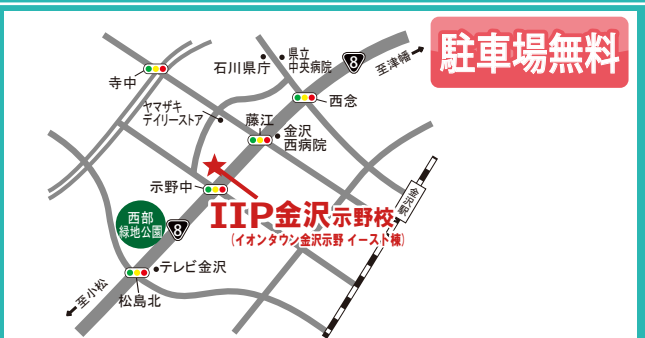 駐車場無料
石川県庁
県立
中央病院
8
至津幡
寺中
西念
ヤマザキ
デイリーストア
藤江
金沢
西病院
示野中
金沢駅
IIP金沢示野校
(イオンタウン金沢示野 イースト棟)
西部
緑地公園
8
テレビ金沢
至小松
松島北